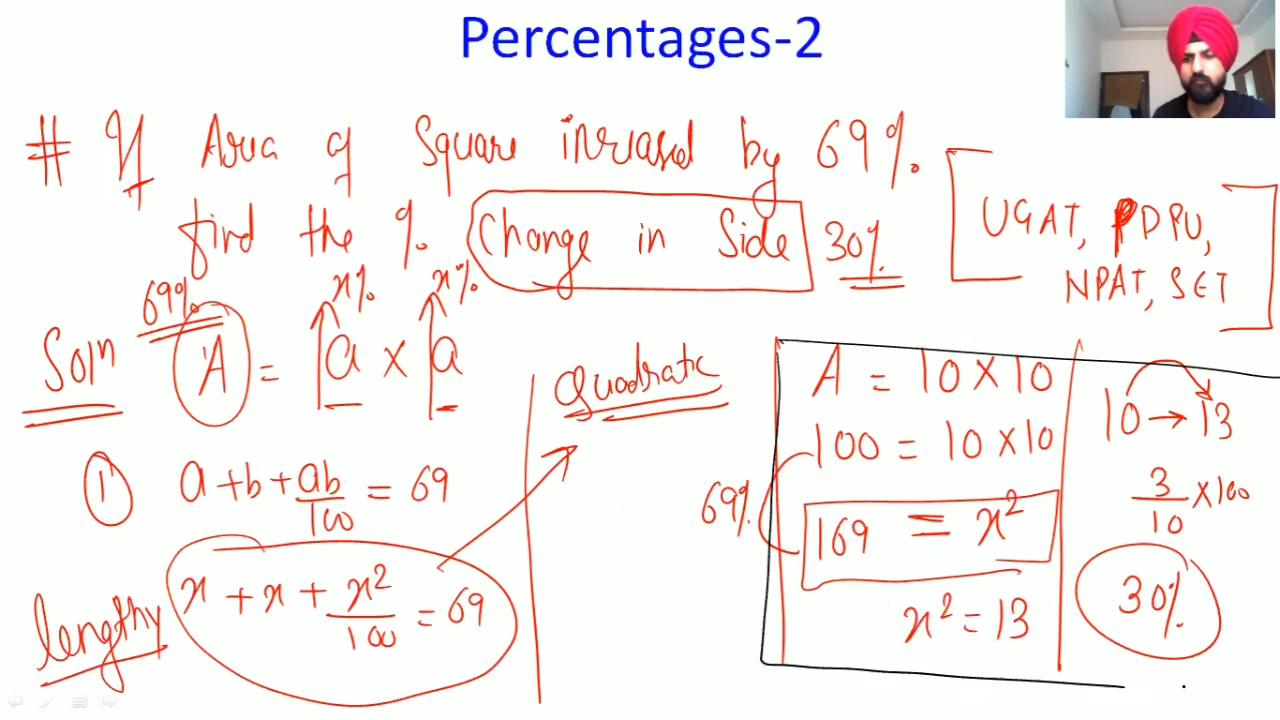 Percentages-2
# If Area of Square incrased by 69%.
find the % Change in Side 30%
UGAT, PDPU,
NPAT, SET
69% x% x%
Soln A = a × a
① a + b + ab/100 = 69
lengthy x + x + x²/100 = 69
Quadratic
A = 10 × 10
100 = 10 × 10
69%
169 = x²
x² = 13
10 → 13
3/10 × 100
30%